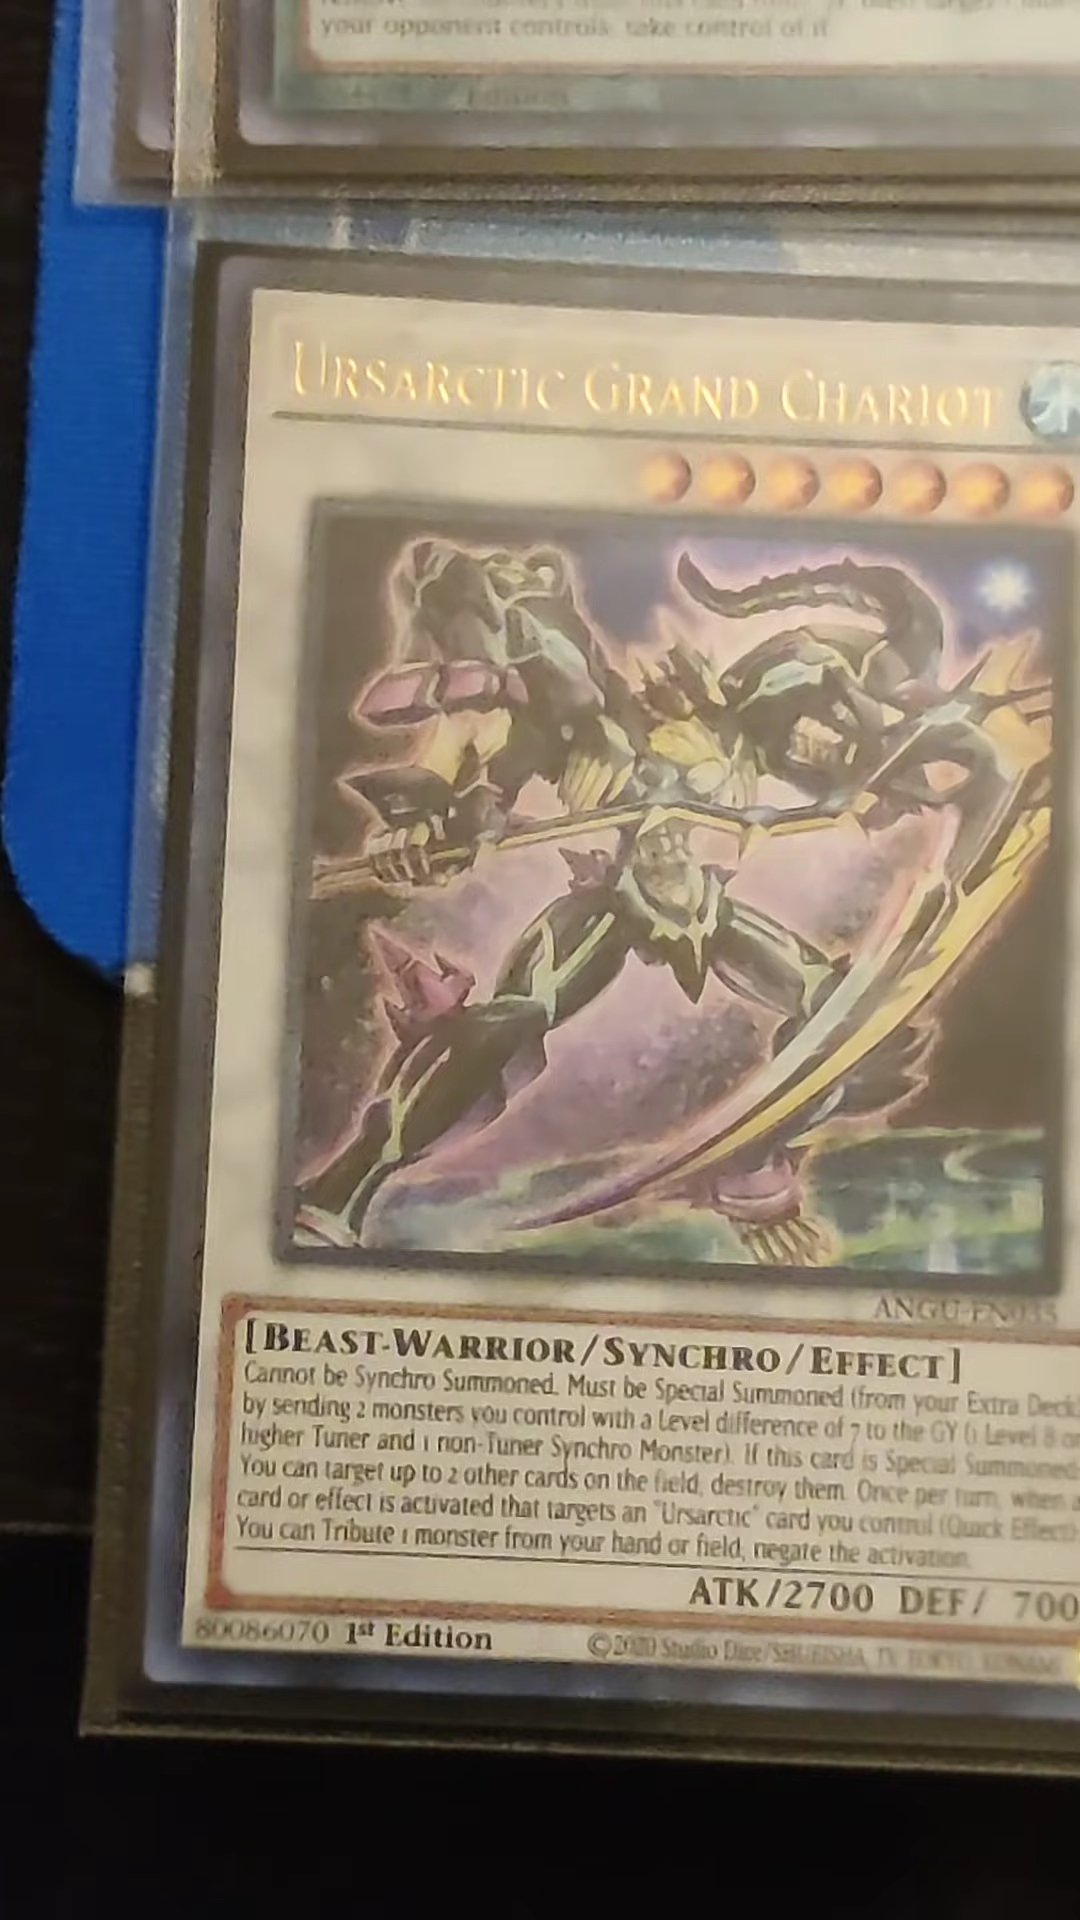 your opponent controls: take control of it
Edition
URSARCTIC GRAND CHARIOT
ANGU-EN035
[BEAST-WARRIOR/SYNCHRO/EFFECT]
Cannot be Synchro Summoned. Must be Special Summoned (from your Extra Deck)
by sending 2 monsters you control with a Level difference of 7 to the GY (1 Level 8 or
higher Tuner and 1 non-Tuner Synchro Monster). If this card is Special Summoned:
You can target up to 2 other cards on the field; destroy them. Once per turn, when a
card or effect is activated that targets an "Ursarctic" card you control (Quick Effect):
You can Tribute 1 monster from your hand or field; negate the activation.
ATK/2700 DEF/ 700
80086070 1st Edition
©2020 Studio Dice/SHUEISHA, TV TOKYO, KONAMI